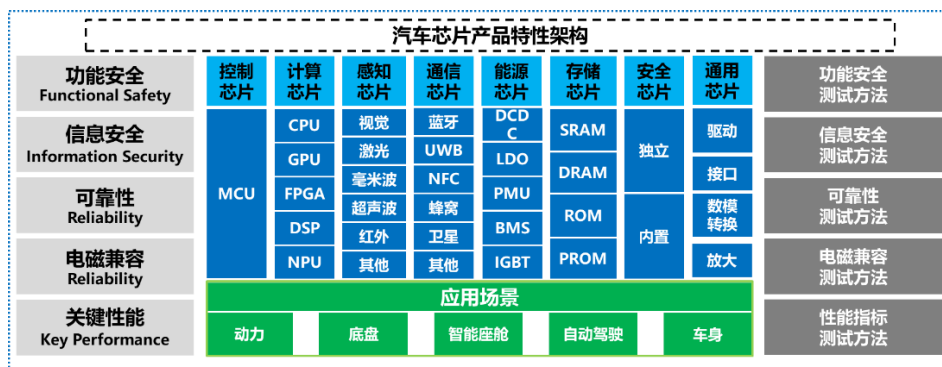 汽车芯片产品特性架构
功能安全
Functional Safety
信息安全
Information Security
可靠性
Reliability
电磁兼容
Reliability
关键性能
Key Performance
控制
芯片
MCU
计算
芯片
CPU
GPU
FPGA
DSP
NPU
感知
芯片
视觉
激光
毫米波
超声波
红外
其他
通信
芯片
蓝牙
UWB
NFC
蜂窝
卫星
其他
能源
芯片
DCD
C
LDO
PMU
BMS
IGBT
存储
芯片
SRAM
DRAM
ROM
PROM
安全
芯片
独立
内置
通用
芯片
驱动
接口
数模
转换
放大
应用场景
动力
底盘
智能座舱
自动驾驶
车身
功能安全
测试方法
信息安全
测试方法
可靠性
测试方法
电磁兼容
测试方法
性能指标
测试方法